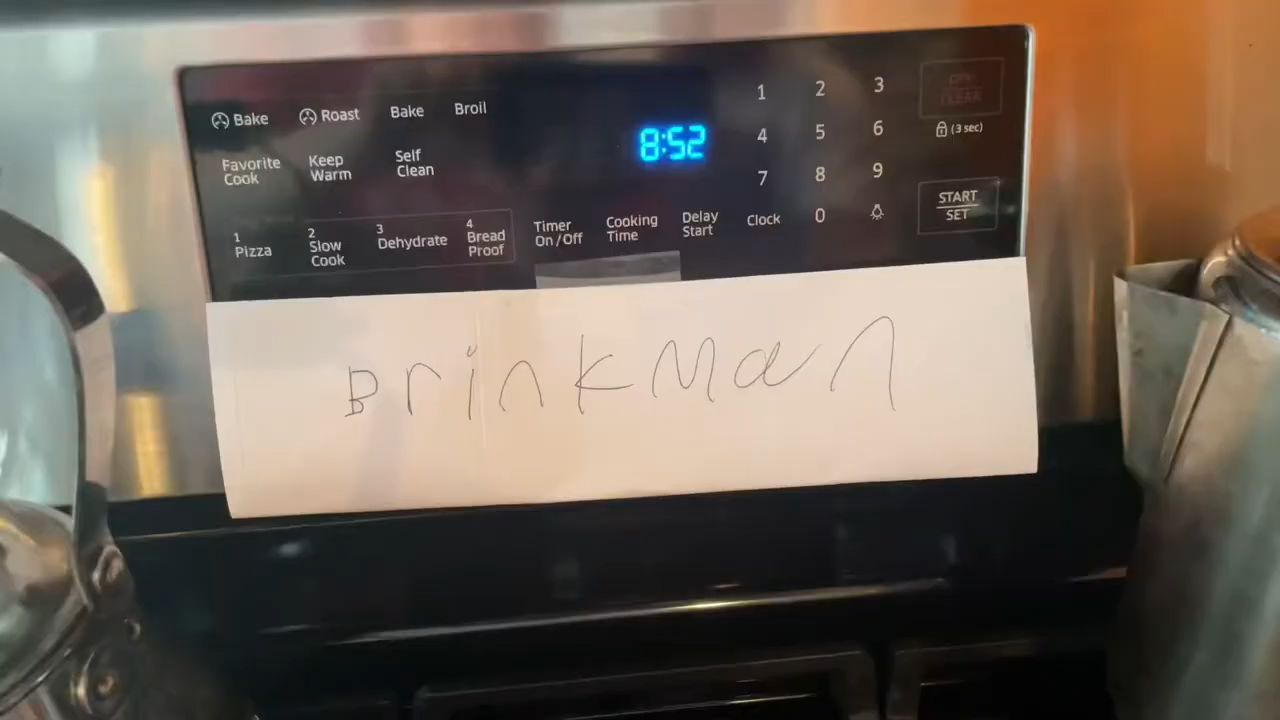 Bake Roast Bake Broil
8:52
1 2 3
OFF/CLEAR
4 5 6
(3 sec)
Favorite Cook Keep Warm Self Clean
7 8 9
START/SET
1 Pizza 2 Slow Cook 3 Dehydrate 4 Bread Proof
Timer On/Off Cooking Time Delay Start Clock 0
BrinkMan